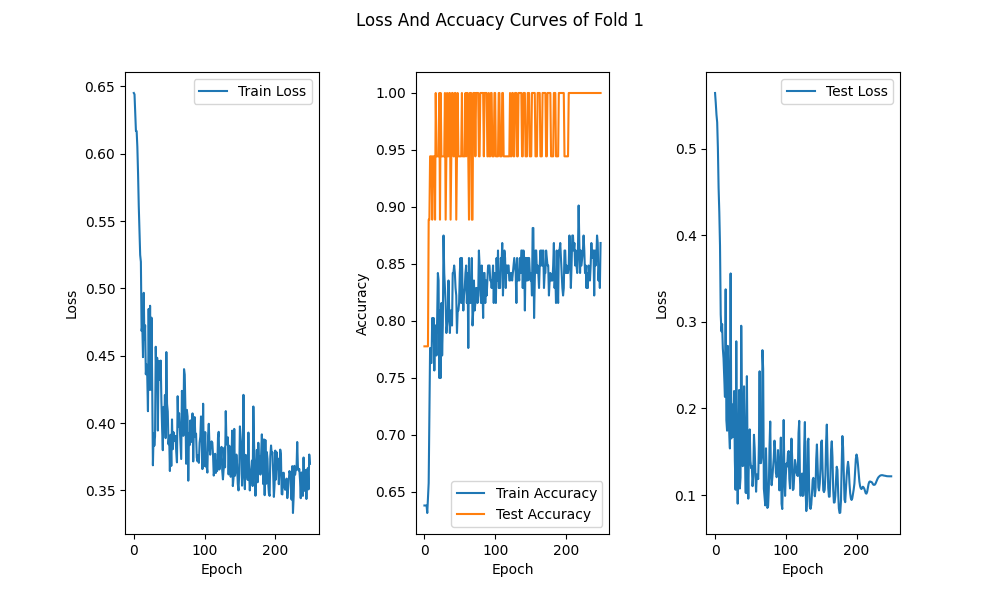 Loss And Accuacy Curves of Fold 1
Train Loss
0.65
0.60
0.55
0.50
0.45
0.40
0.35
Loss
0
100
200
Epoch
1.00
0.95
0.90
0.85
0.80
0.75
0.70
0.65
Accuracy
Train Accuracy
Test Accuracy
0
100
200
Epoch
Test Loss
0.5
0.4
0.3
0.2
0.1
Loss
0
100
200
Epoch